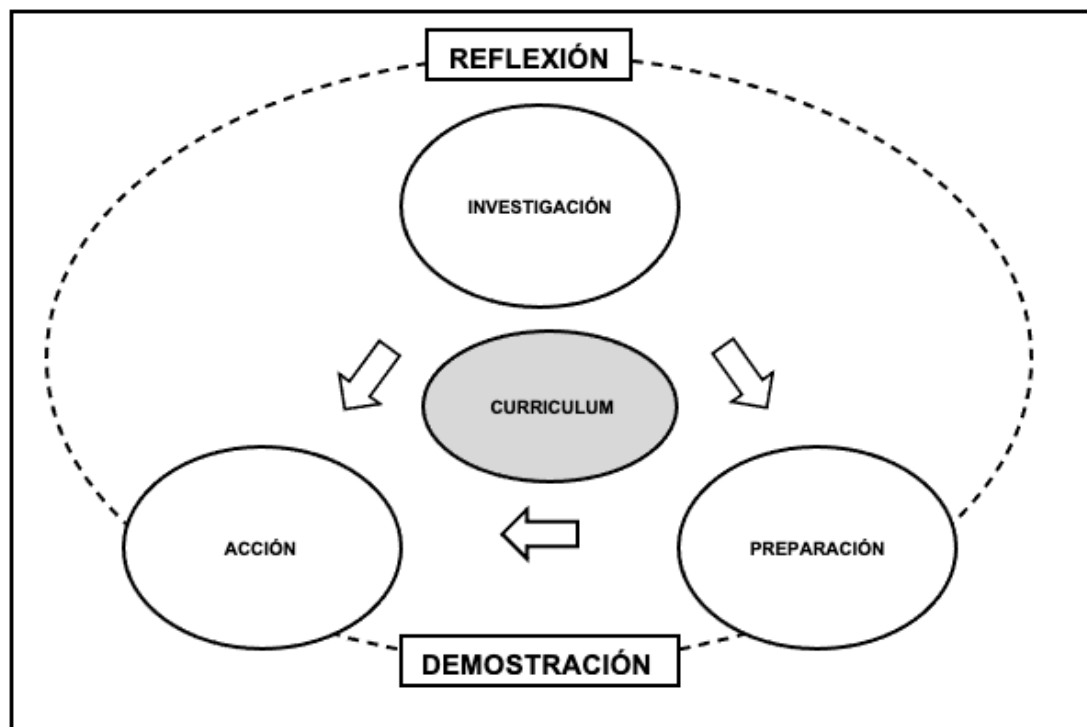 REFLEXIÓN
INVESTIGACIÓN
CURRICULUM
ACCIÓN
PREPARACIÓN
DEMOSTRACIÓN